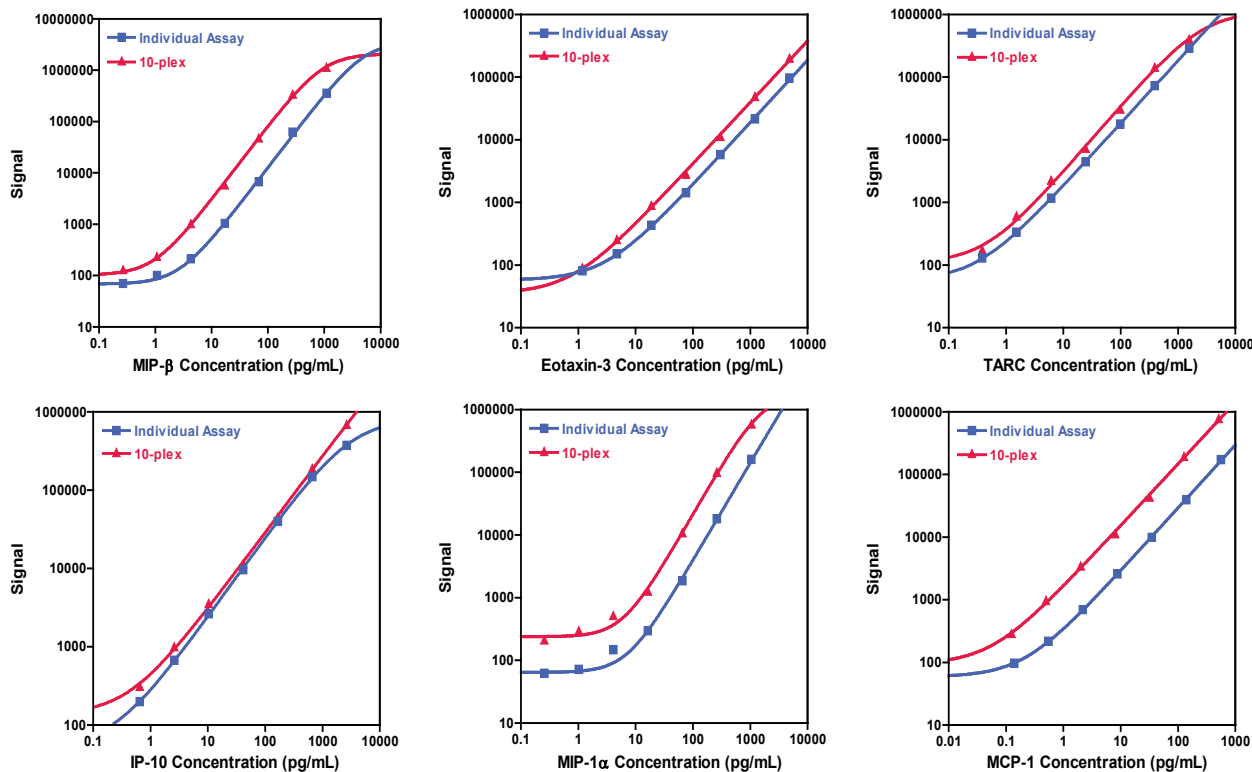 10000000
1000000
100000
10000
1000
100
10
Signal
Individual Assay
10-plex
0.1 1 10 100 1000 10000
MIP-β Concentration (pg/mL)
1000000
100000
10000
1000
100
10
Signal
Individual Assay
10-plex
0.1 1 10 100 1000 10000
Eotaxin-3 Concentration (pg/mL)
1000000
100000
10000
1000
100
10
Signal
Individual Assay
10-plex
0.1 1 10 100 1000 10000
TARC Concentration (pg/mL)
1000000
100000
10000
1000
100
Signal
Individual Assay
10-plex
0.1 1 10 100 1000 10000
IP-10 Concentration (pg/mL)
1000000
100000
10000
1000
100
10
Signal
Individual Assay
10-plex
0.1 1 10 100 1000 10000
MIP-1α Concentration (pg/mL)
1000000
100000
10000
1000
100
10
Signal
Individual Assay
10-plex
0.01 0.1 1 10 100 1000
MCP-1 Concentration (pg/mL)